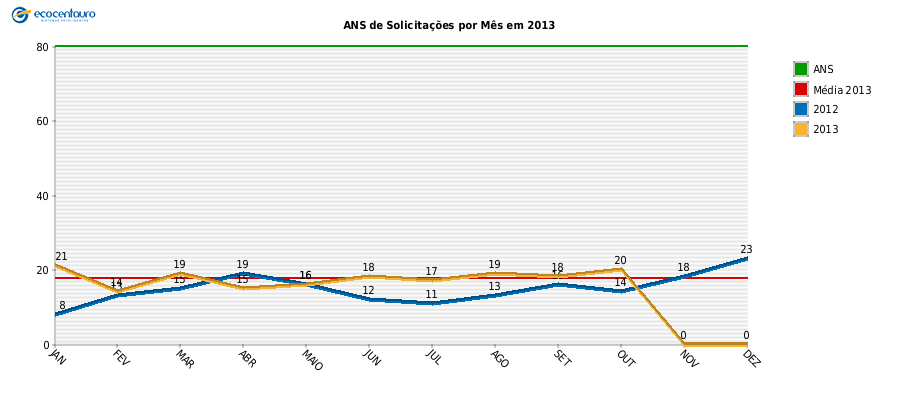 ecocentauro
ANS de Solicitações por Mês em 2013
80
60
40
20
0
ANS
Média 2013
2012
2013
21
14
19
19
16
18
17
19
18
20
18
23
8
15
15
12
11
13
14
0
0
JAN
FEV
MAR
ABR
MAIO
JUN
JUL
AGO
SET
OUT
NOV
DEZ